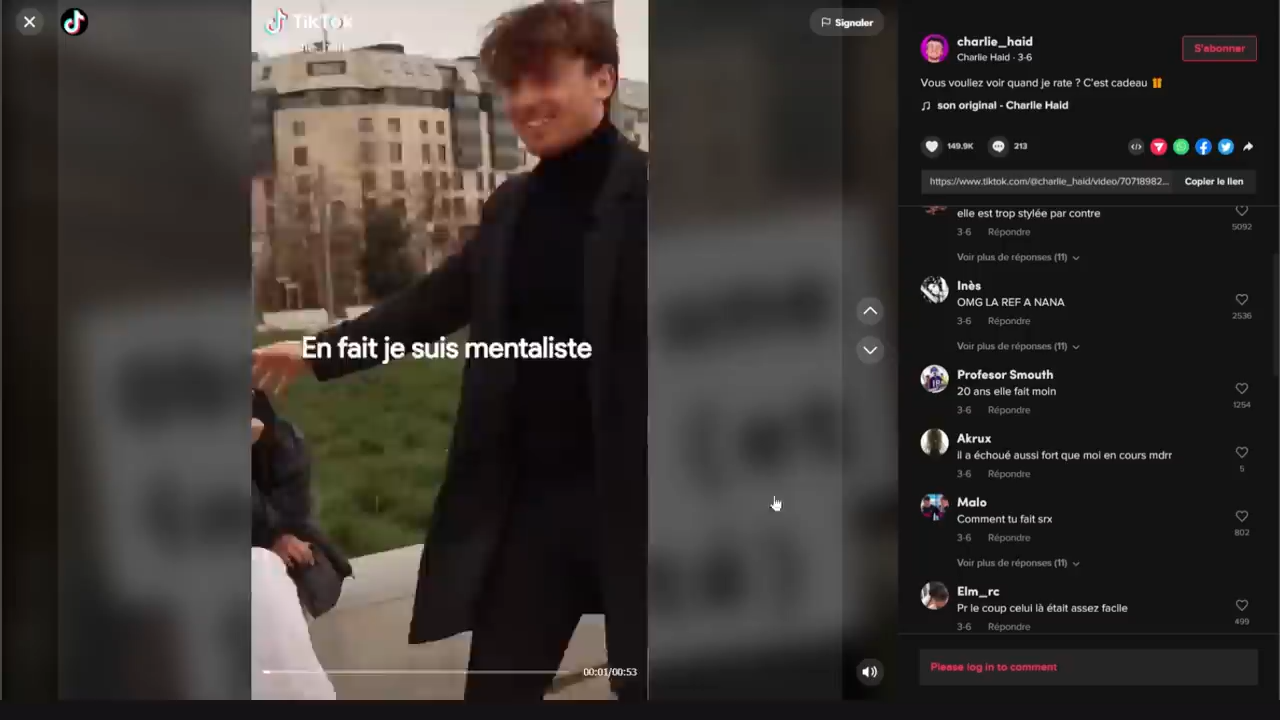 TikTok
Signaler
En fait je suis mentaliste
00:01/00:53
charlie_haid
Charlie Haid · 3-6
S'abonner
Vous vouliez voir quand je rate ? C'est cadeau 🎁
son original - Charlie Haid
149.9K
213
https://www.tiktok.com/@charlie_haid/video/70718982...
Copier le lien
elle est trop stylée par contre
5092
3-6 Répondre
Voir plus de réponses (11)
Inès
OMG LA REF A NANA
2536
3-6 Répondre
Voir plus de réponses (11)
Profesor Smouth
20 ans elle fait moin
1254
3-6 Répondre
Akrux
il a échoué aussi fort que moi en cours mdrr
5
3-6 Répondre
Malo
Comment tu fait srx
802
3-6 Répondre
Voir plus de réponses (11)
Elm_rc
Pr le coup celui là était assez facile
499
3-6 Répondre
Please log in to comment